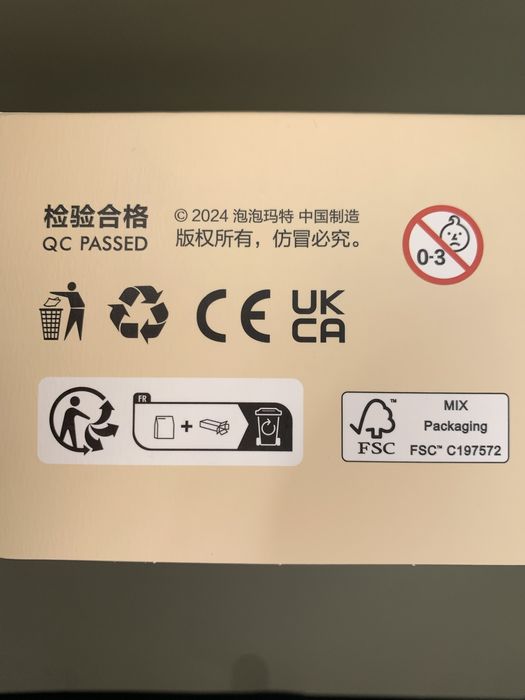 检验合格
QC PASSED
© 2024 泡泡玛特 中国制造
版权所有，仿冒必究。
0-3
CE
UK
CA
FR
FSC
MIX
Packaging
FSC™ C197572